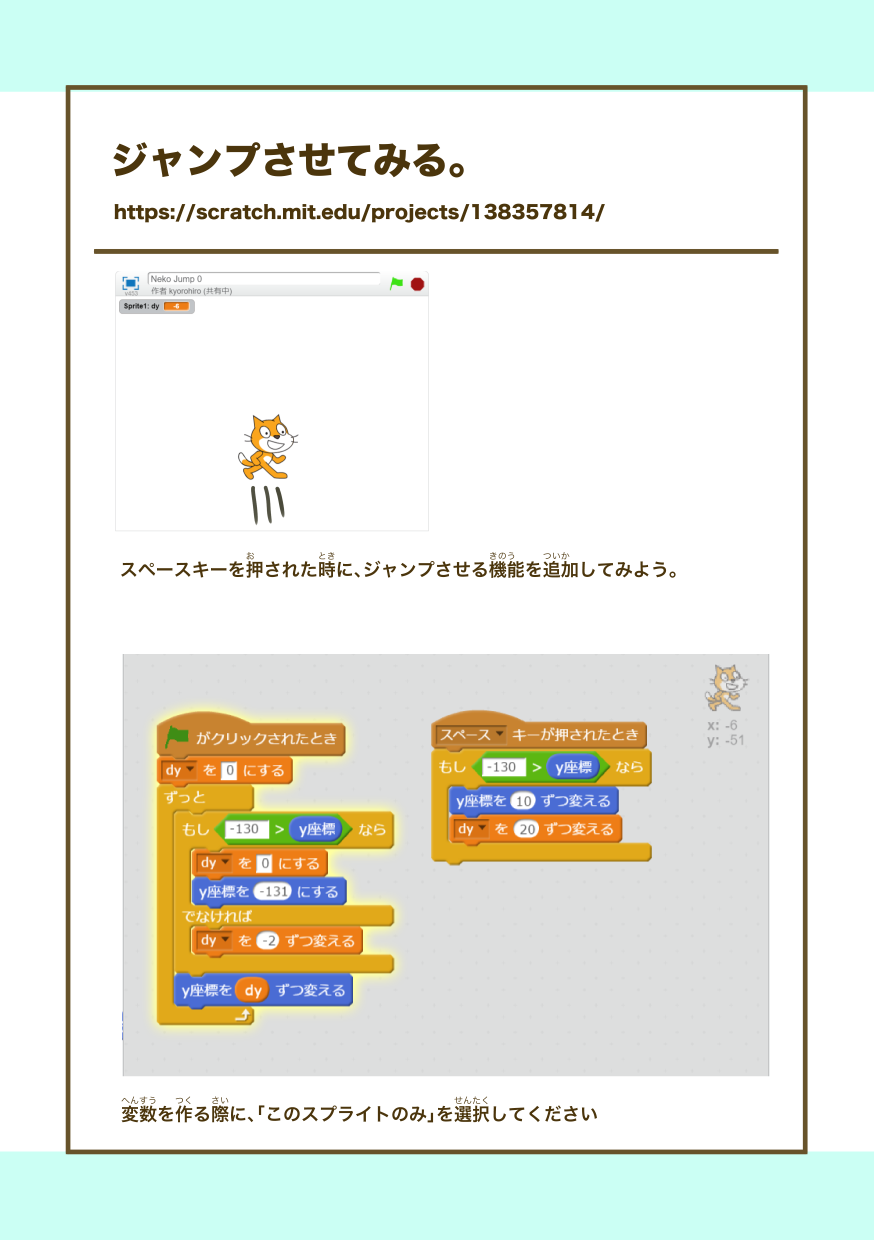 ジャンプさせてみる。
https://scratch.mit.edu/projects/138357814/
Neko Jump 0
作者 kyorohiro (共有中)
v453
Sprite1: dy -6
お とき きのう ついか
スペースキーを押された時に、ジャンプさせる機能を追加してみよう。
x: -6
y: -51
がクリックされたとき
dy を 0 にする
ずっと
もし -130 > y座標 なら
dy を 0 にする
y座標を -131 にする
でなければ
dy を -2 ずつ変える
y座標を dy ずつ変える
スペース キーが押されたとき
もし -130 > y座標 なら
y座標を 10 ずつ変える
dy を 20 ずつ変える
へんすう つく さい せんたく
変数を作る際に、「このスプライトのみ」を選択してください